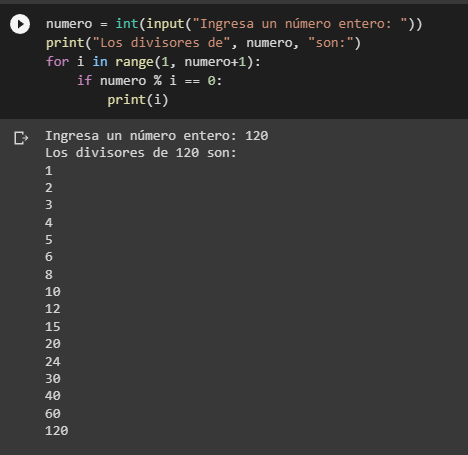 numero = int(input("Ingresa un número entero: "))
print("Los divisores de", numero, "son:")
for i in range(1, numero+1):
    if numero % i == 0:
        print(i)
Ingresa un número entero: 120
Los divisores de 120 son:
1
2
3
4
5
6
8
10
12
15
20
24
30
40
60
120